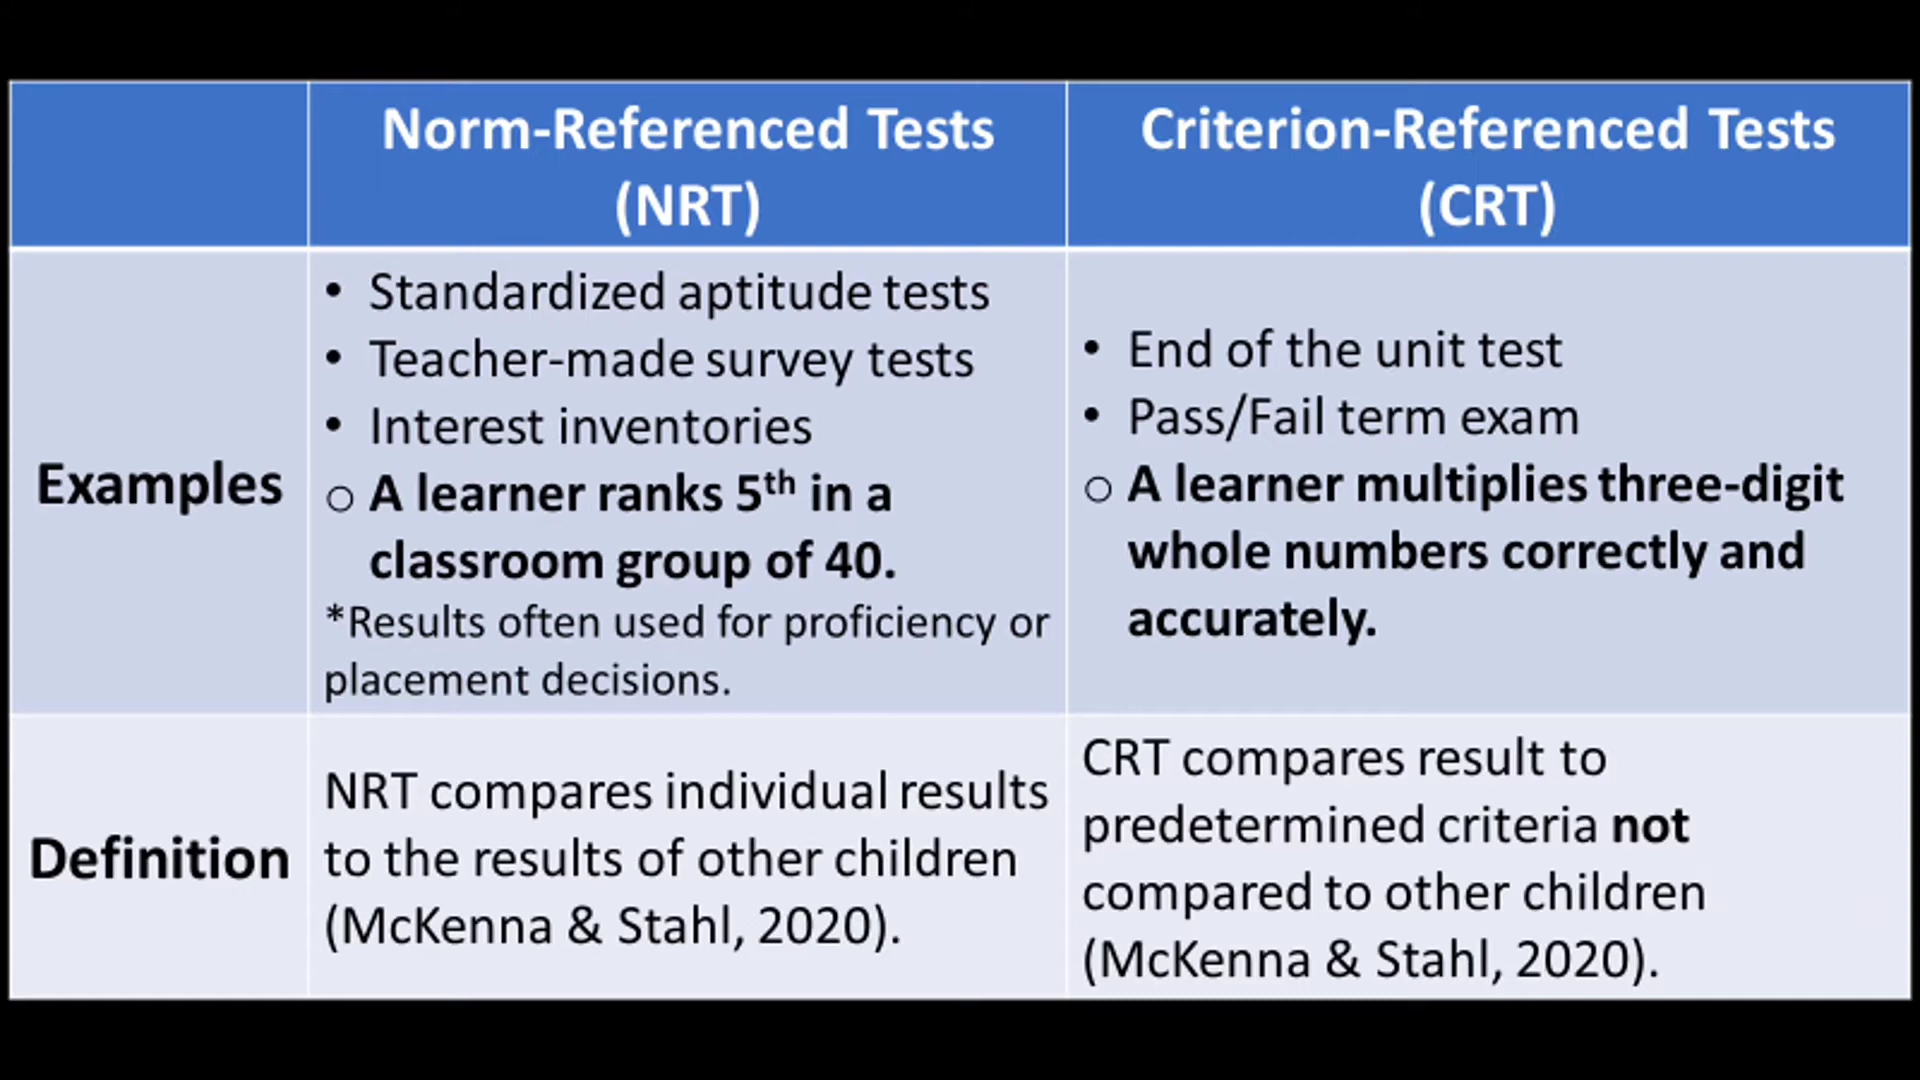 Norm-Referenced Tests
(NRT)
Criterion-Referenced Tests
(CRT)
Examples
• Standardized aptitude tests
• Teacher-made survey tests
• Interest inventories
o A learner ranks 5th in a
classroom group of 40.
*Results often used for proficiency or
placement decisions.
• End of the unit test
• Pass/Fail term exam
o A learner multiplies three-digit
whole numbers correctly and
accurately.
Definition
NRT compares individual results
to the results of other children
(McKenna & Stahl, 2020).
CRT compares result to
predetermined criteria not
compared to other children
(McKenna & Stahl, 2020).